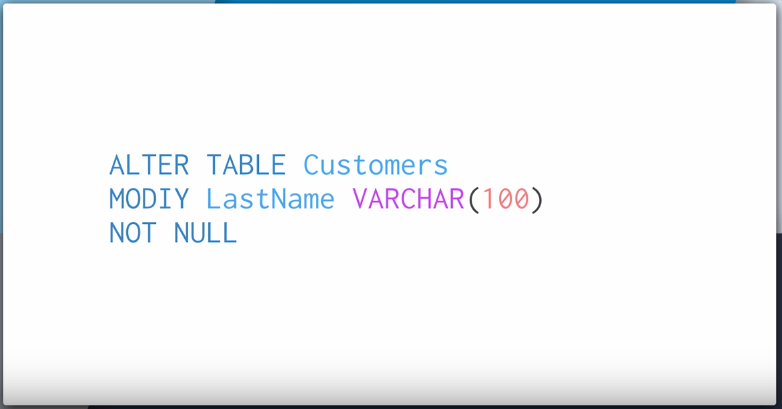 ALTER TABLE Customers
MODIY LastName VARCHAR(100)
NOT NULL